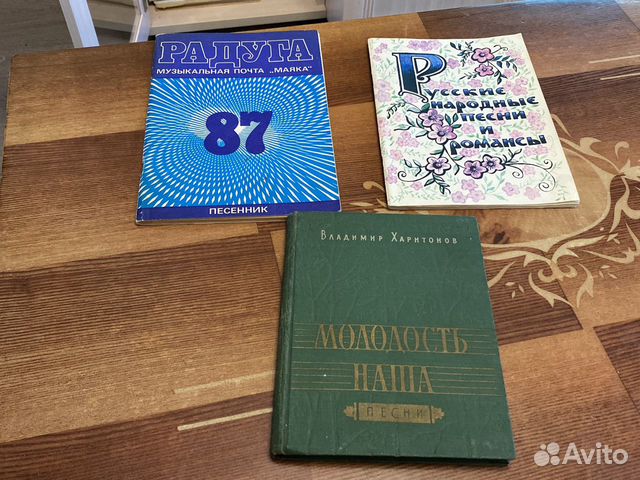 РАДУГА
МУЗЫКАЛЬНАЯ ПОЧТА „МАЯКА"
87
ПЕСЕННИК
Русские
народные
песни
и
романсы
Владимир Харитонов
МОЛОДОСТЬ
НАША
ПЕСНИ
Avito